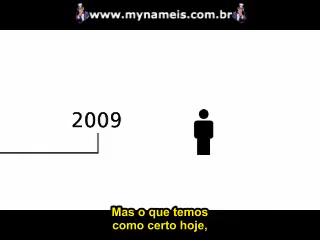 www.mynameis.com.br
2009
Mas o que temos
como certo hoje,